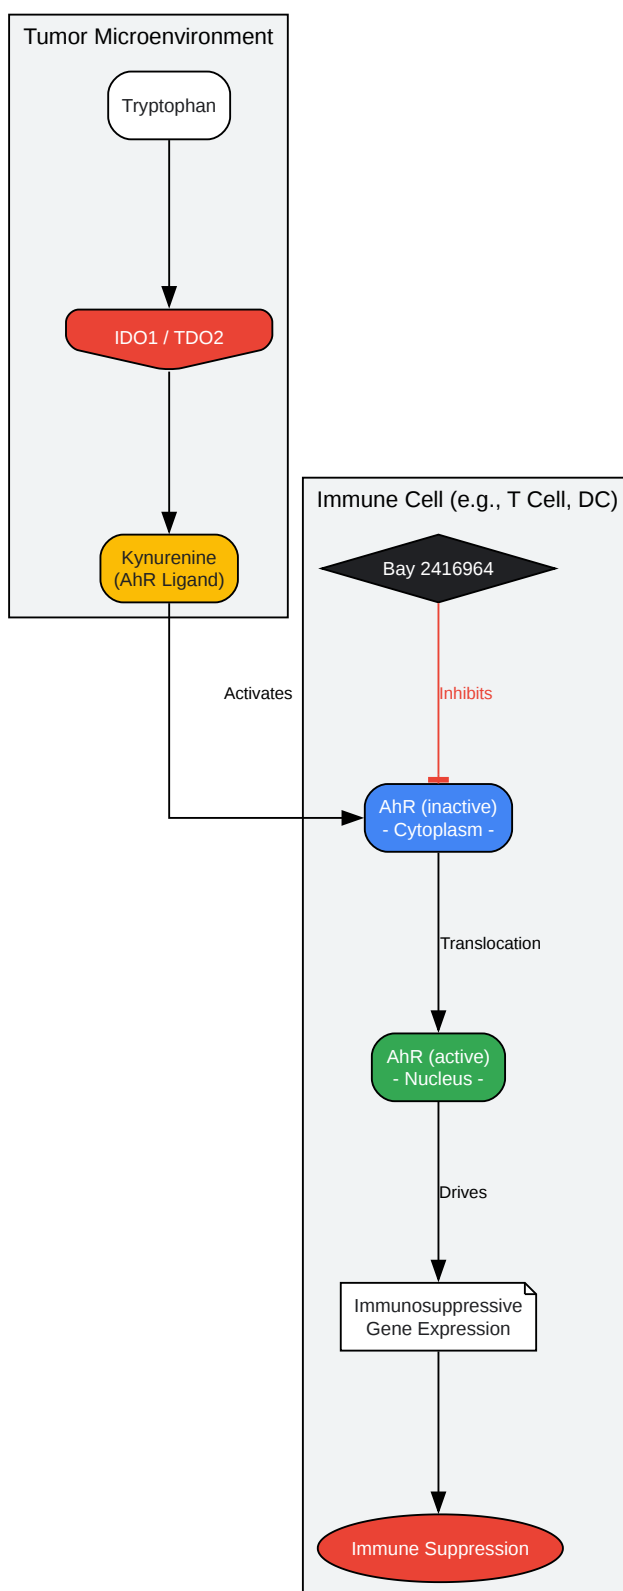 Tumor Microenvironment
Tryptophan
IDO1 / TDO2
Kynurenine
(AhR Ligand)
Immune Cell (e.g., T Cell, DC)
Bay 2416964
Activates
Inhibits
AhR (inactive)
- Cytoplasm -
Translocation
AhR (active)
- Nucleus -
Drives
Immunosuppressive
Gene Expression
Immune Suppression